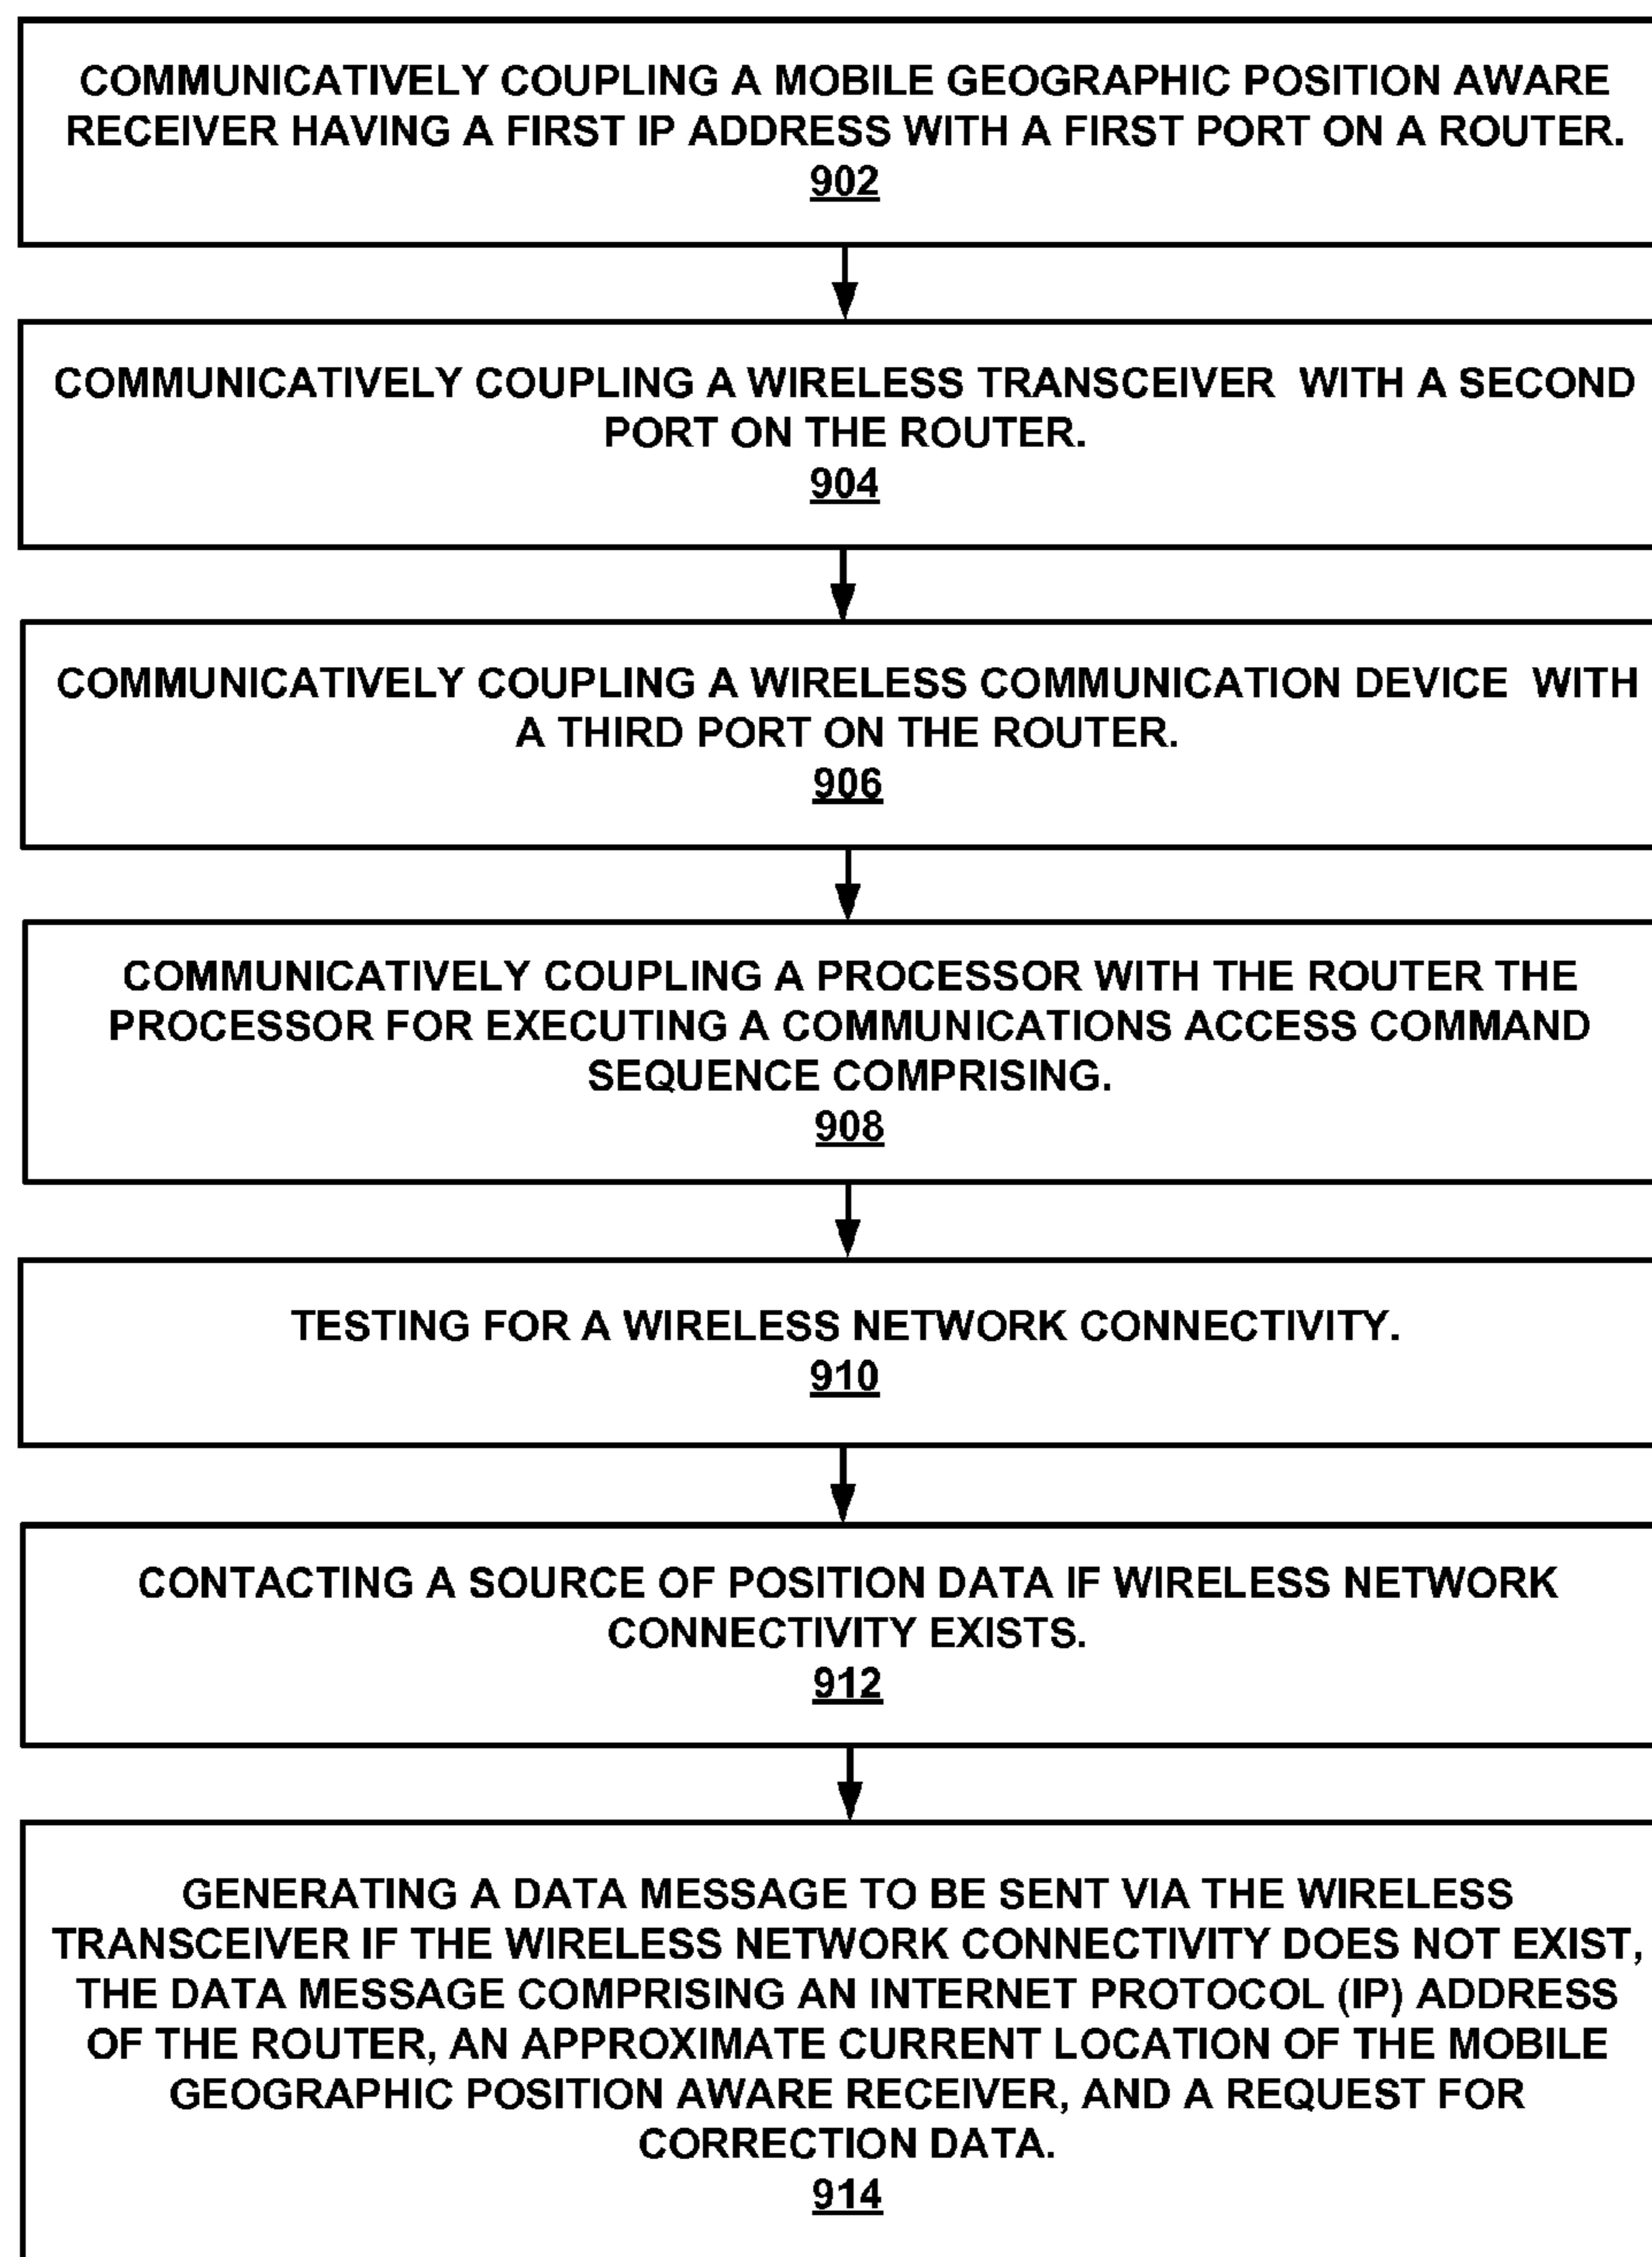 COMMUNICATIVELY COUPLING A MOBILE GEOGRAPHIC POSITION AWARE
RECEIVER HAVING A FIRST IP ADDRESS WITH A FIRST PORT ON A ROUTER.
902
COMMUNICATIVELY COUPLING A WIRELESS TRANSCEIVER WITH A SECOND
PORT ON THE ROUTER.
904
COMMUNICATIVELY COUPLING A WIRELESS COMMUNICATION DEVICE WITH
A THIRD PORT ON THE ROUTER.
906
COMMUNICATIVELY COUPLING A PROCESSOR WITH THE ROUTER THE
PROCESSOR FOR EXECUTING A COMMUNICATIONS ACCESS COMMAND
SEQUENCE COMPRISING.
908
TESTING FOR A WIRELESS NETWORK CONNECTIVITY.
910
CONTACTING A SOURCE OF POSITION DATA IF WIRELESS NETWORK
CONNECTIVITY EXISTS.
912
GENERATING A DATA MESSAGE TO BE SENT VIA THE WIRELESS
TRANSCEIVER IF THE WIRELESS NETWORK CONNECTIVITY DOES NOT EXIST,
THE DATA MESSAGE COMPRISING AN INTERNET PROTOCOL (IP) ADDRESS
OF THE ROUTER, AN APPROXIMATE CURRENT LOCATION OF THE MOBILE
GEOGRAPHIC POSITION AWARE RECEIVER, AND A REQUEST FOR
CORRECTION DATA.
914